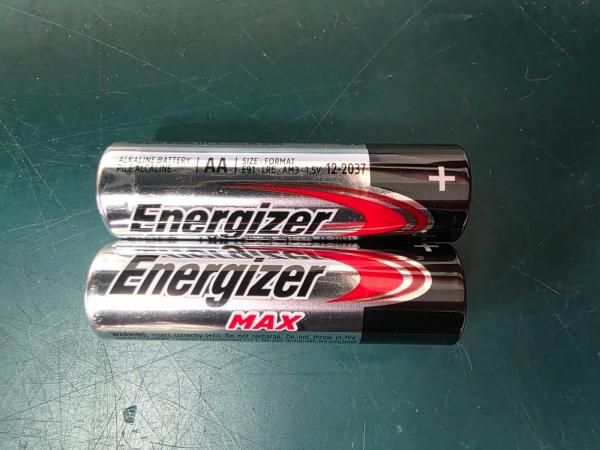 ALKALINE BATTERY
PILE ALCALINE
AA
SIZE · FORMAT
E91 · LR6 · AM3 · 1,5V 12-2037
+
Energizer
+
Energizer
MAX
WARNING: Insert correctly (+/-). Do not recharge. Do not throw in fire